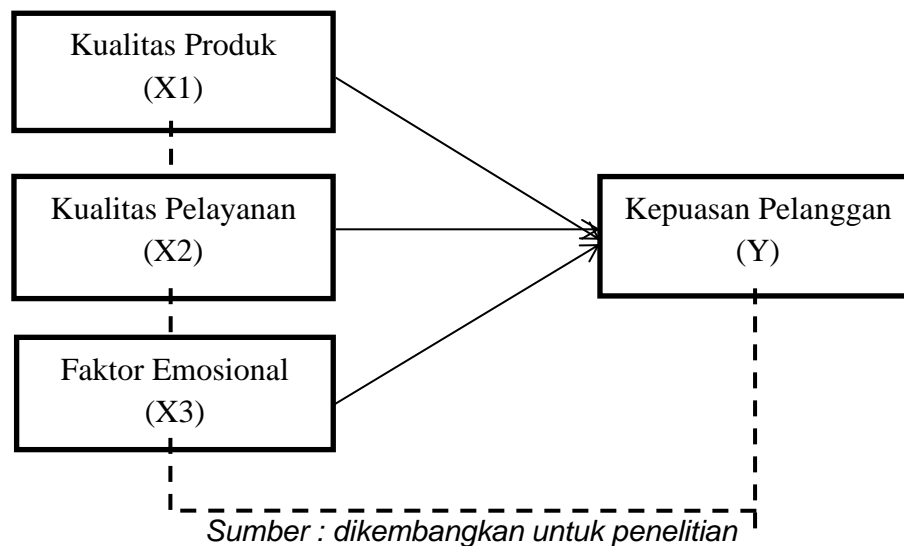 Kualitas Produk
(X1)
Kualitas Pelayanan
(X2)
Kepuasan Pelanggan
(Y)
Faktor Emosional
(X3)
Sumber : dikembangkan untuk penelitian